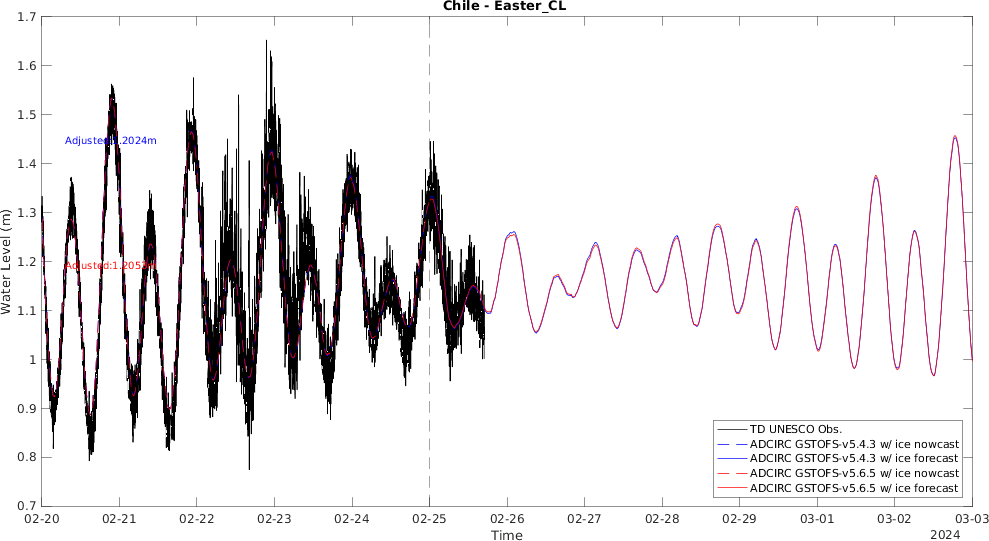 Chile - Easter_CL
1.7
1.6
1.5
1.4
1.3
1.2
1.1
1
0.9
0.8
0.7
Water Level (m)
Adjusted:1.2024m
Adjusted:1.2052m
TD UNESCO Obs.
ADCIRC GSTOFS-v5.4.3 w/ ice nowcast
ADCIRC GSTOFS-v5.4.3 w/ ice forecast
ADCIRC GSTOFS-v5.6.5 w/ ice nowcast
ADCIRC GSTOFS-v5.6.5 w/ ice forecast
02-20 02-21 02-22 02-23 02-24 02-25 02-26 02-27 02-28 02-29 03-01 03-02 03-03
Time
2024